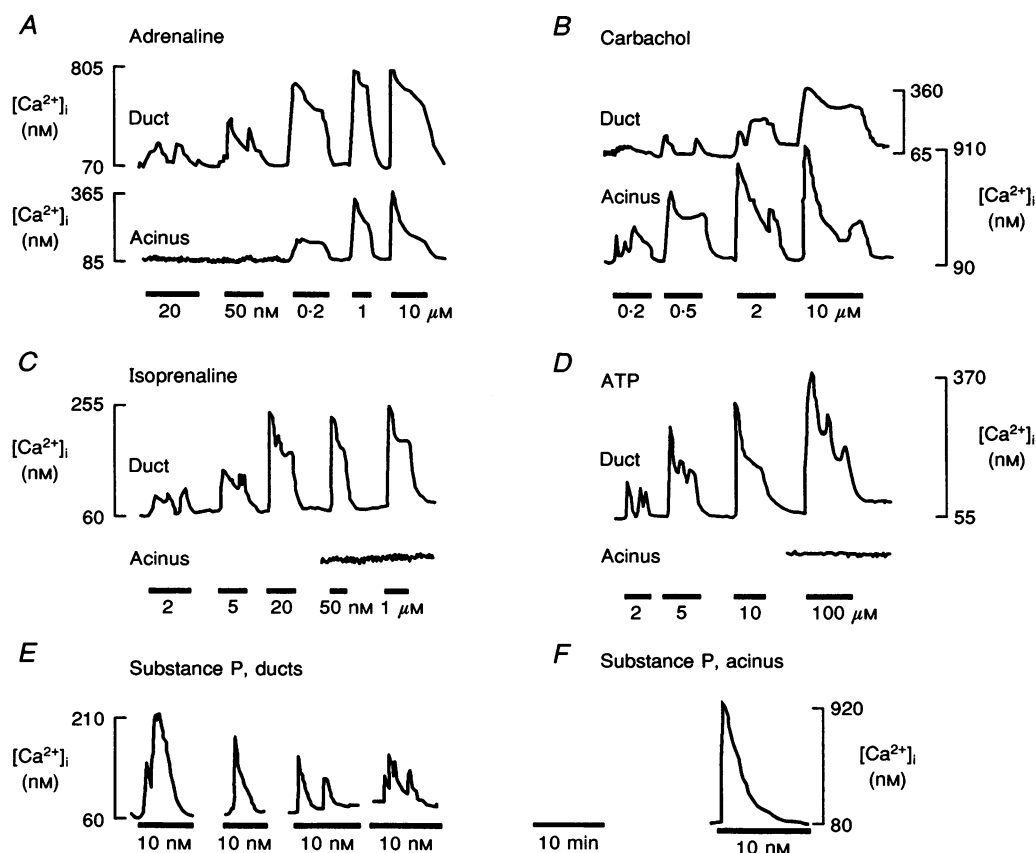 A
Adrenaline
805
[Ca²⁺]ᵢ
(nM)
Duct
70
365
[Ca²⁺]ᵢ
(nM)
Acinus
85
20 50 nM 0·2 1 10 µM
B
Carbachol
Duct
360
65
910
Acinus
[Ca²⁺]ᵢ
(nM)
90
0·2 0·5 2 10 µM
C
Isoprenaline
255
[Ca²⁺]ᵢ
(nM)
Duct
60
Acinus
2 5 20 50 nM 1 µM
D
ATP
370
Duct
[Ca²⁺]ᵢ
(nM)
55
Acinus
2 5 10 100 µM
E
Substance P, ducts
210
[Ca²⁺]ᵢ
(nM)
60
10 nM 10 nM 10 nM 10 nM
10 min
F
Substance P, acinus
920
[Ca²⁺]ᵢ
(nM)
80
10 nM